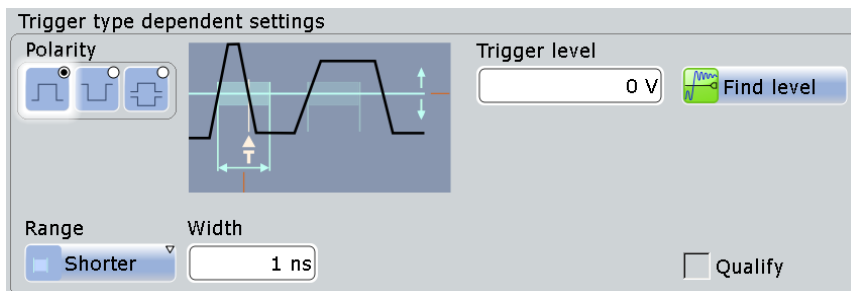 Trigger type dependent settings
Polarity
Trigger level
0 V
Find level
T
Range
Width
Shorter
1 ns
Qualify